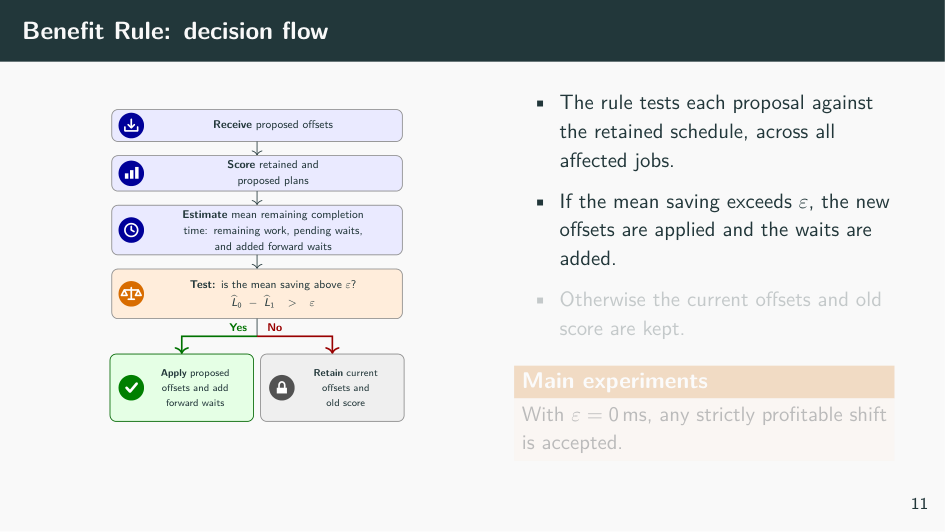 Benefit Rule: decision flow
Receive proposed offsets
Score retained and
proposed plans
Estimate mean remaining completion
time: remaining work, pending waits,
and added forward waits
Test: is the mean saving above ε?
L̂₀ − L̂₁ > ε
Yes No
Apply proposed
offsets and add
forward waits
Retain current
offsets and
old score
▪ The rule tests each proposal against
the retained schedule, across all
affected jobs.
▪ If the mean saving exceeds ε, the new
offsets are applied and the waits are
added.
▪ Otherwise the current offsets and old
score are kept.
Main experiments
With ε = 0 ms, any strictly profitable shift
is accepted.
11